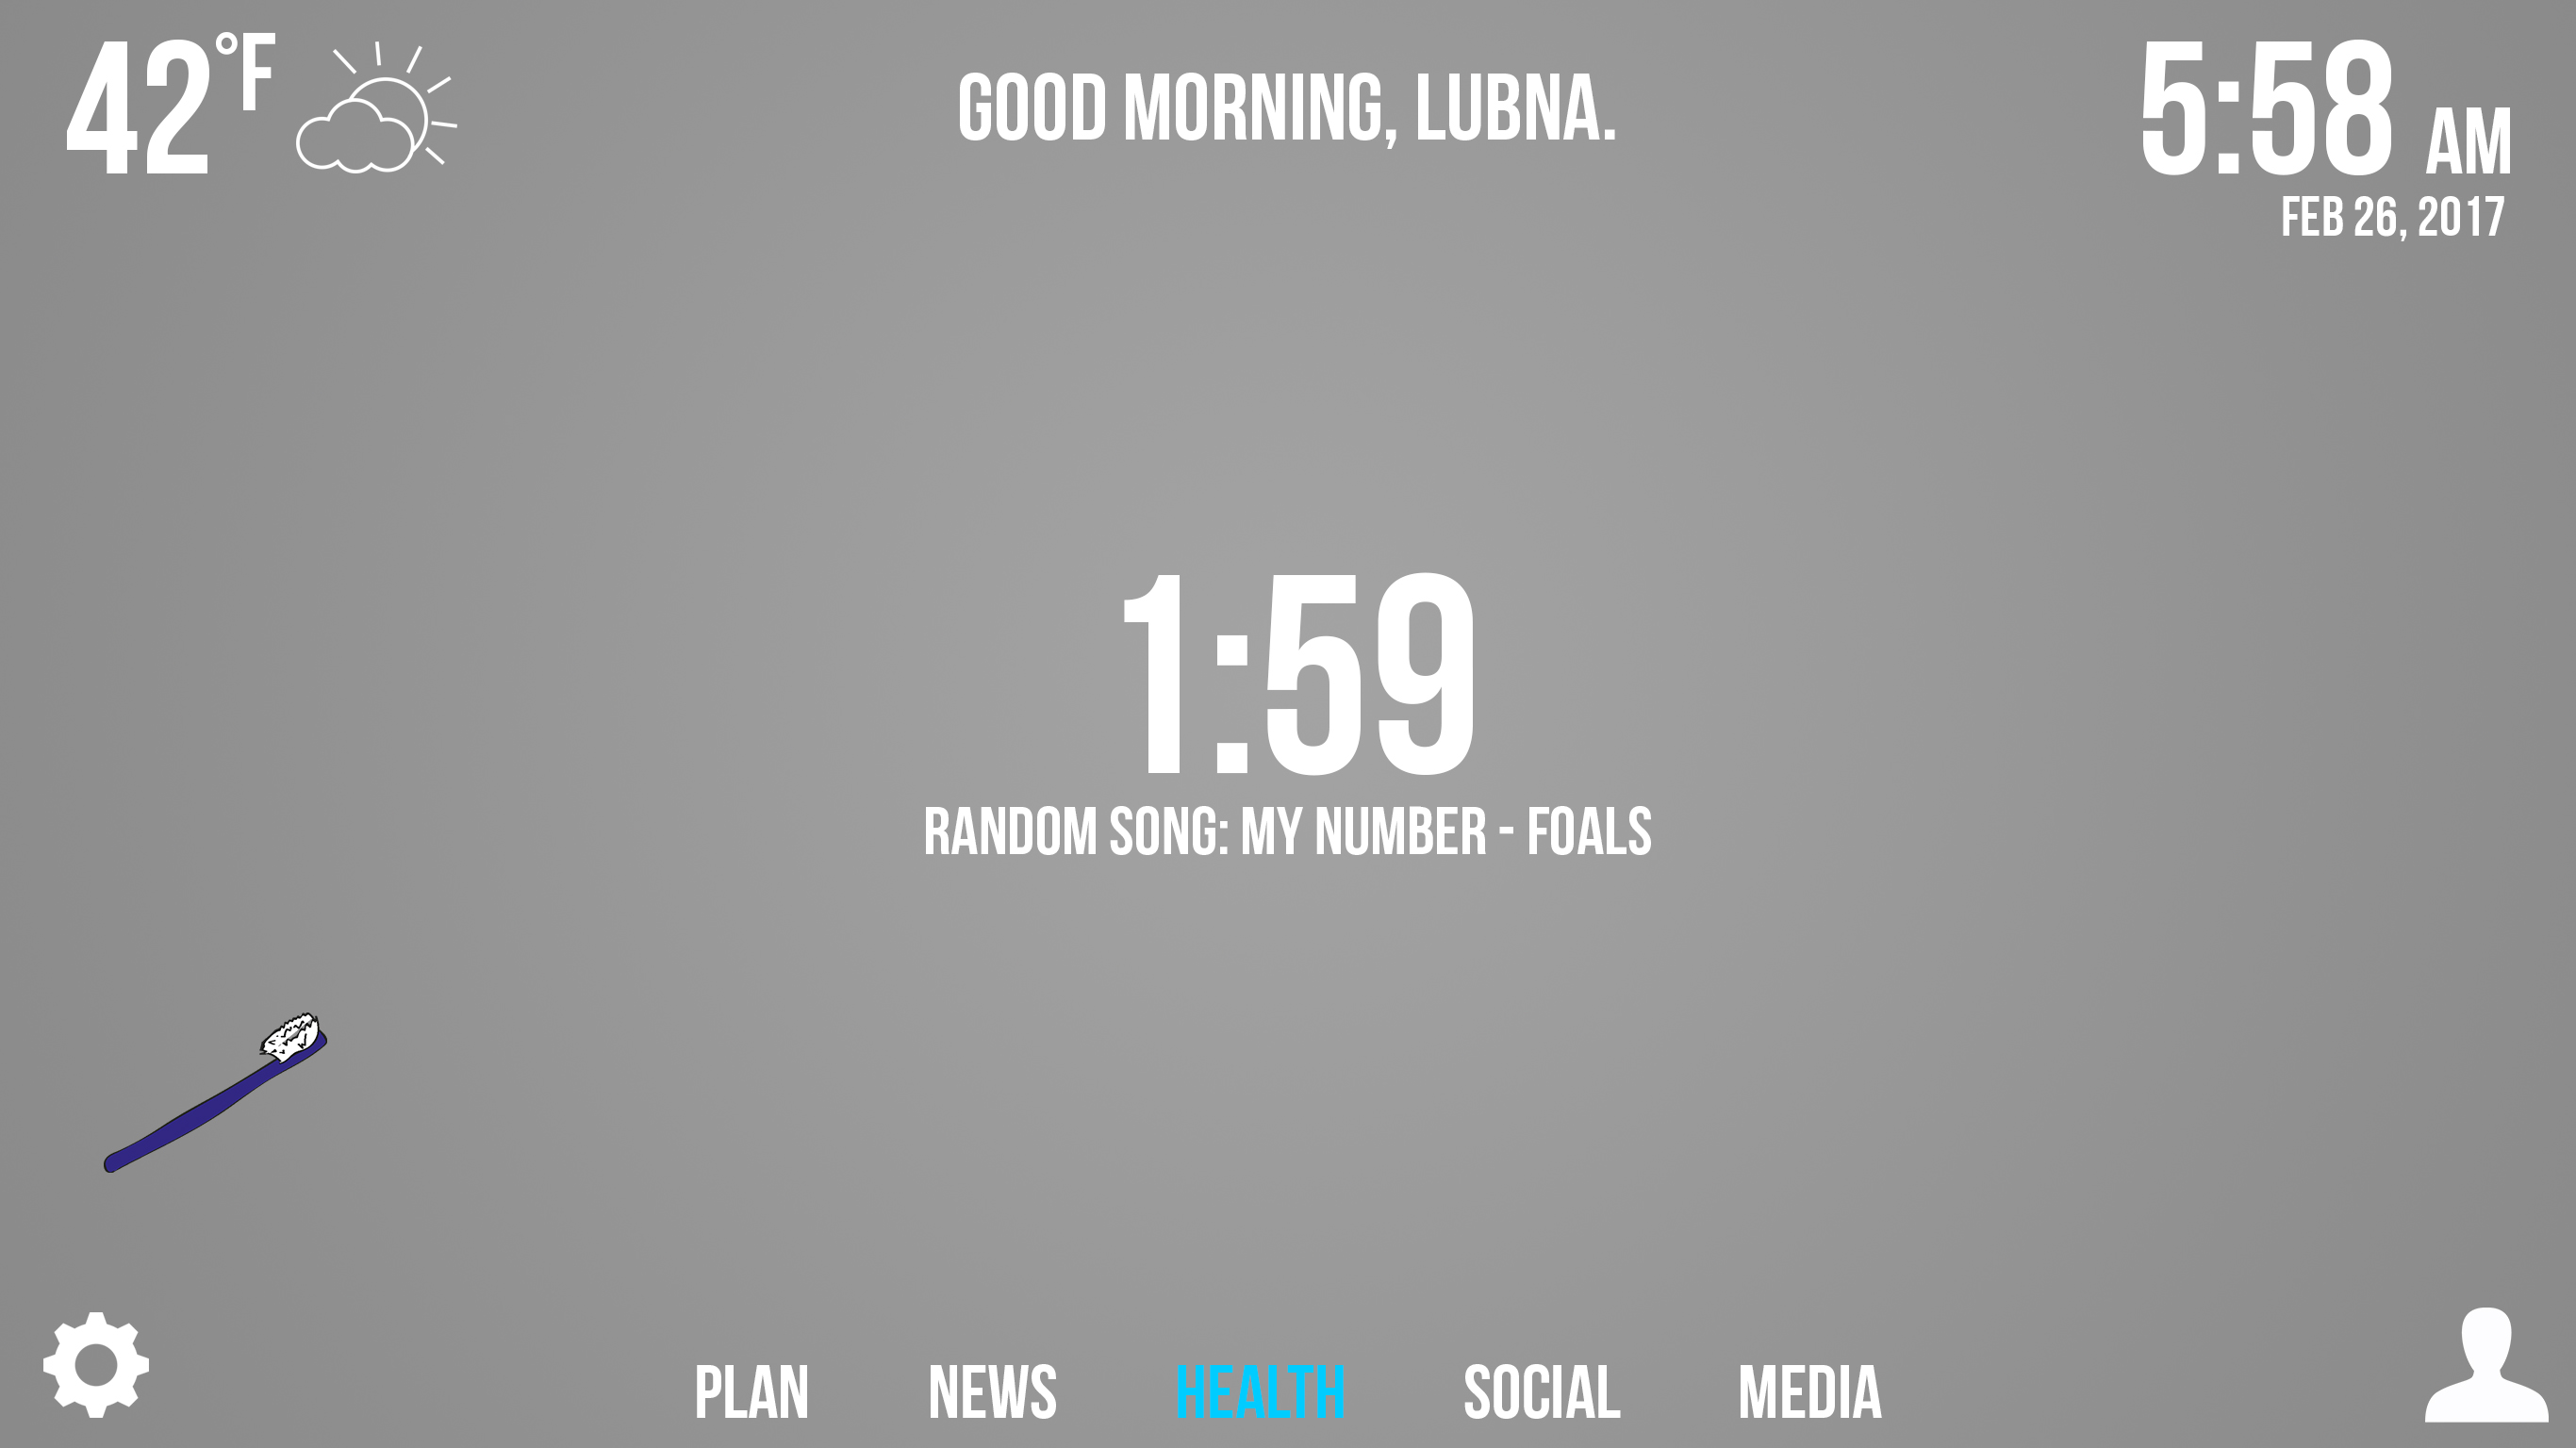 42°F
GOOD MORNING, LUBNA.
5:58 AM
FEB 26, 2017
1:59
RANDOM SONG: MY NUMBER - FOALS
PLAN NEWS HEALTH SOCIAL MEDIA